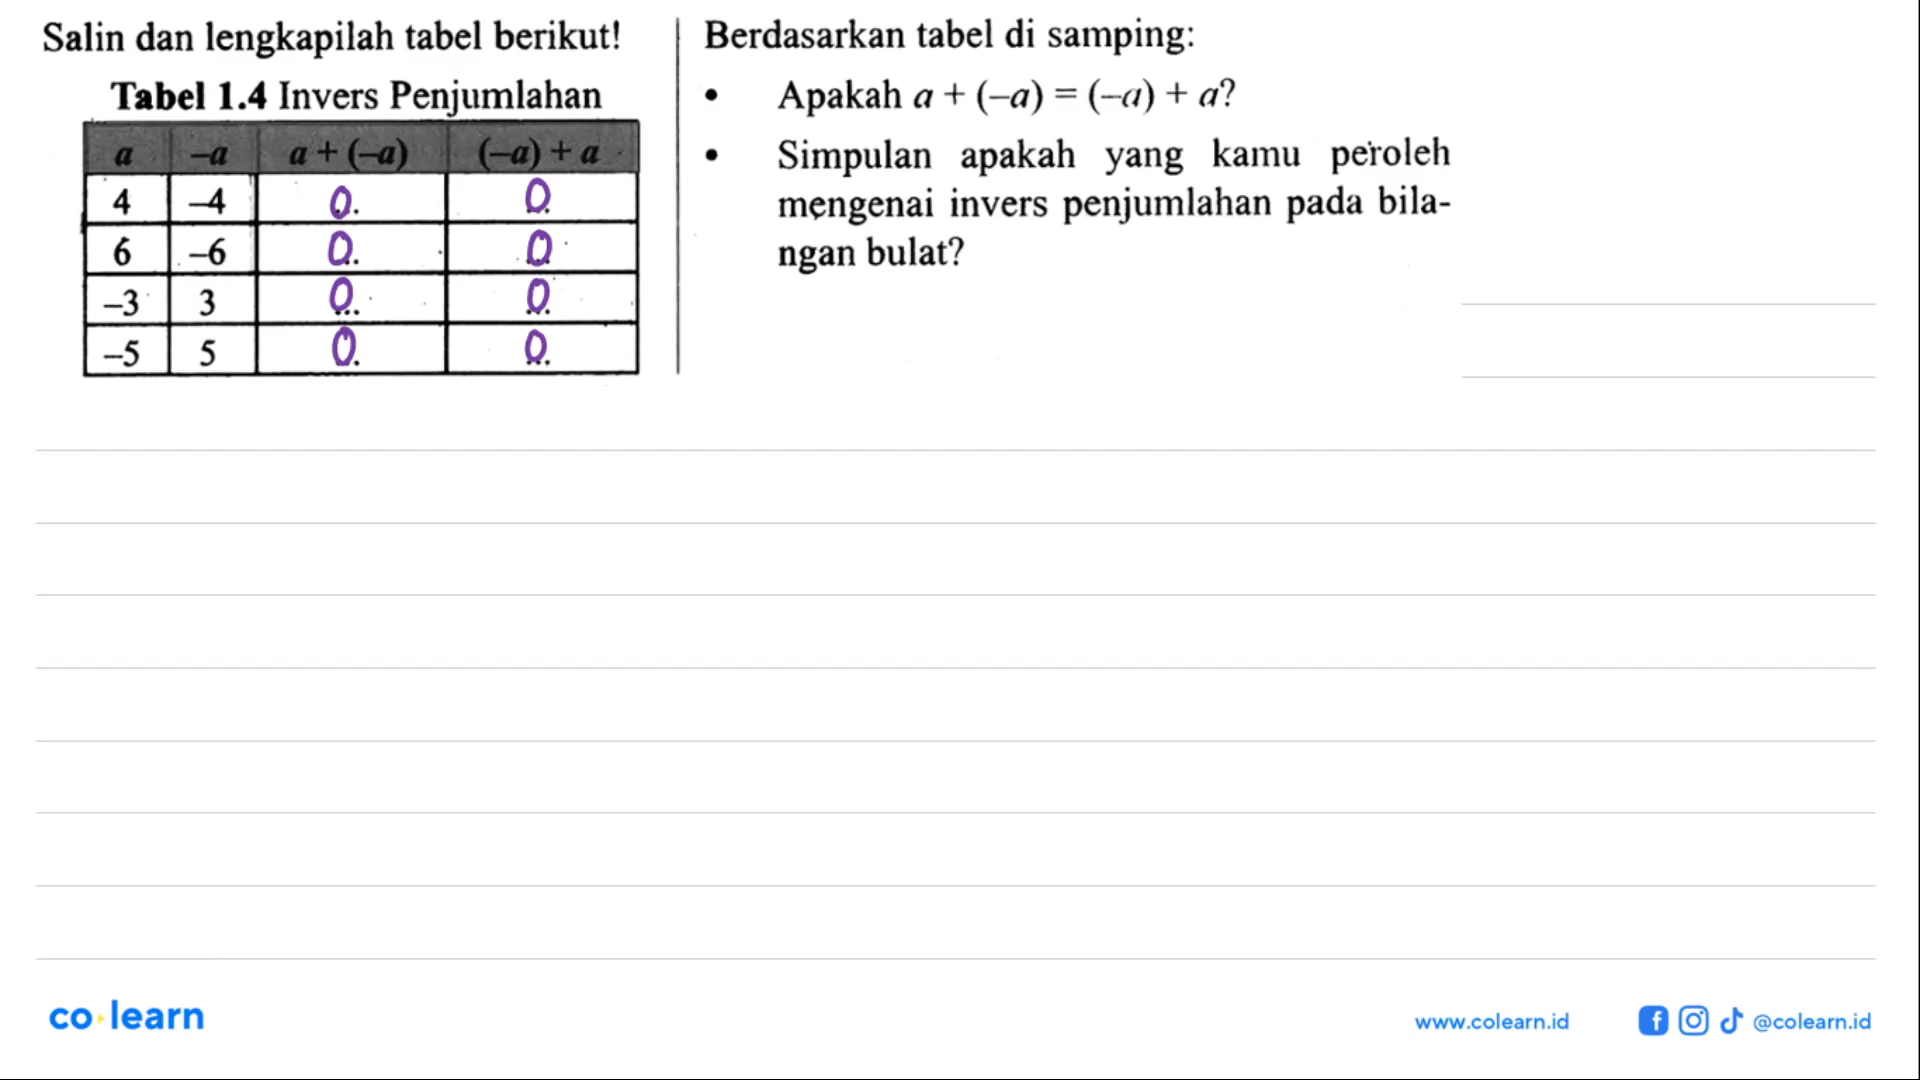 Salin dan lengkapilah tabel berikut!
Tabel 1.4 Invers Penjumlahan
a –a a + (–a) (–a) + a
4 –4 0 0
6 –6 0 0
–3 3 0 0
–5 5 0 0
Berdasarkan tabel di samping:
• Apakah a + (–a) = (–a) + a?
• Simpulan apakah yang kamu peroleh
mengenai invers penjumlahan pada bila-
ngan bulat?
co learn
www.colearn.id
@colearn.id